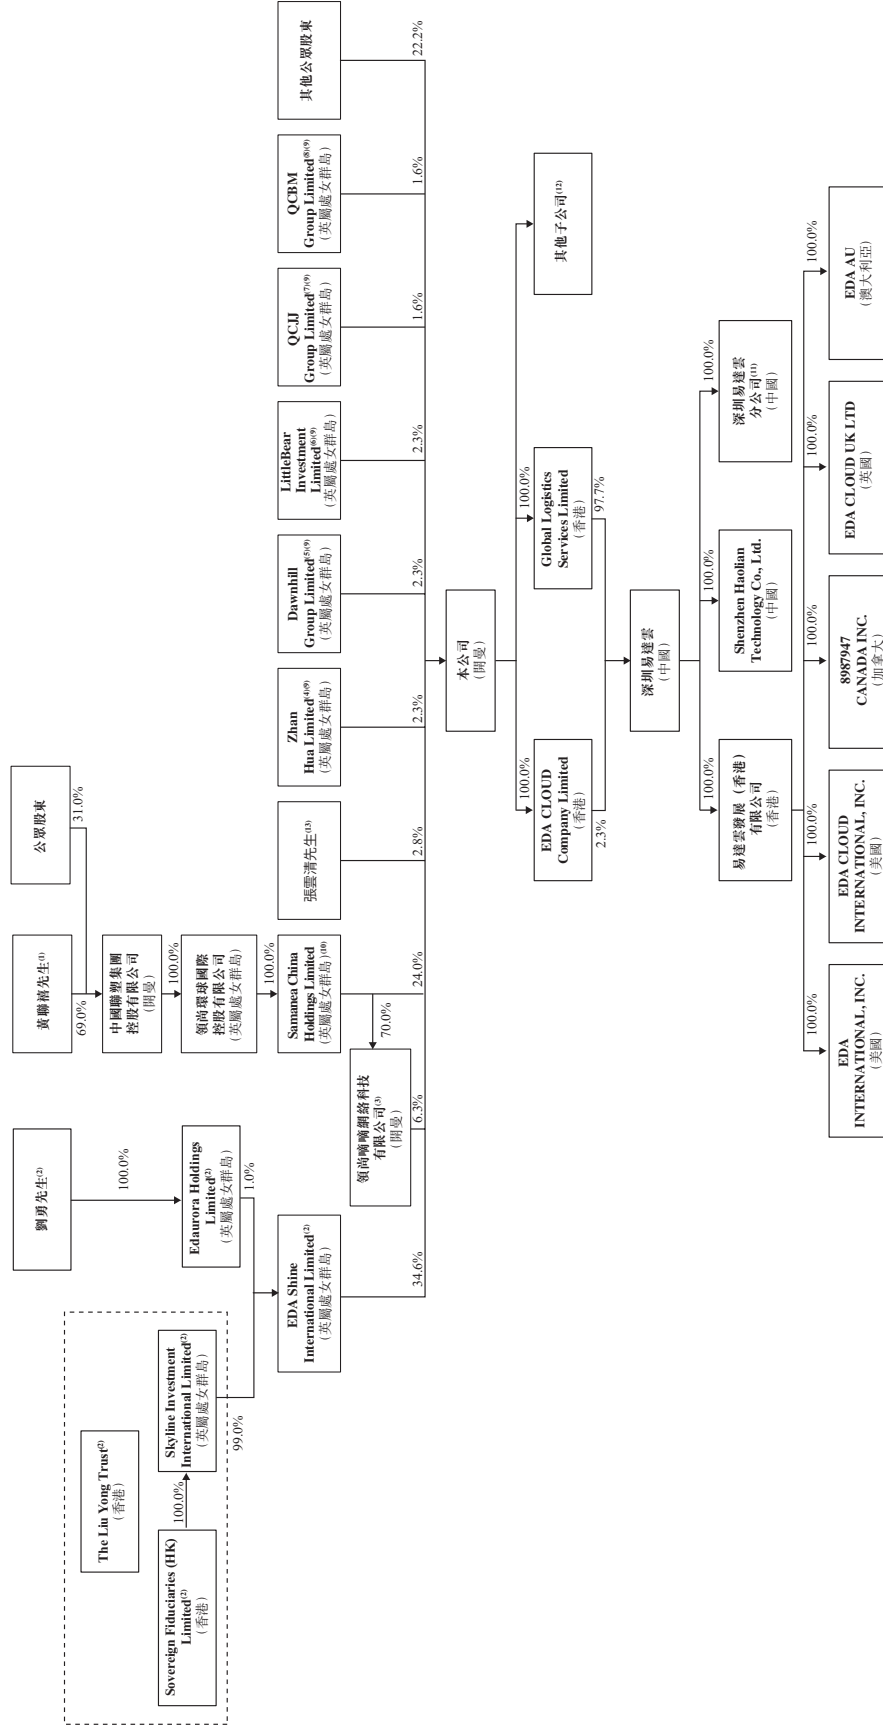 The Liu Yong Trust(2)
(香港)
Sovereign Fiduciaries (HK)
Limited(2)
(香港)
100.0%
Skyline Investment
International Limited(2)
(英屬處女群島)
99.0%
劉勇先生(2)
100.0%
Edaurora Holdings
Limited(2)
(英屬處女群島)
1.0%
EDA Shine
International Limited(2)
(英屬處女群島)
34.6%
黃聯禧先生(1)
69.0%
公眾股東
31.0%
中國聯塑集團
控股有限公司
(開曼)
100.0%
領尚環球國際
控股有限公司
(英屬處女群島)
100.0%
Samanea China
Holdings Limited
(英屬處女群島)(10)
24.0%
70.0%
領尚嘀嘀網絡科技
有限公司(3)
(開曼)
6.3%
張雲清先生(13)
2.8%
Zhan
Hua Limited(4)(9)
(英屬處女群島)
2.3%
Dawnhill
Group Limited(5)(9)
(英屬處女群島)
2.3%
LittleBear
Investment
Limited(6)(9)
(英屬處女群島)
2.3%
QCJJ
Group Limited(7)(9)
(英屬處女群島)
1.6%
QCBM
Group Limited(8)(9)
(英屬處女群島)
1.6%
其他公眾股東
22.2%
本公司
(開曼)
100.0%
EDA CLOUD
Company Limited
(香港)
2.3%
100.0%
Global Logistics
Services Limited
(香港)
97.7%
其他子公司(12)
深圳易達雲
(中國)
100.0%
易達雲發展(香港)
有限公司
(香港)
100.0%
Shenzhen Haolian
Technology Co., Ltd.
(中國)
100.0%
深圳易達雲
分公司(11)
(中國)
100.0%
EDA
INTERNATIONAL, INC.
(美國)
100.0%
EDA CLOUD
INTERNATIONAL, INC.
(美國)
100.0%
8987947
CANADA INC.
(加拿大)
100.0%
EDA CLOUD UK LTD
(英國)
100.0%
EDA AU
(澳大利亞)